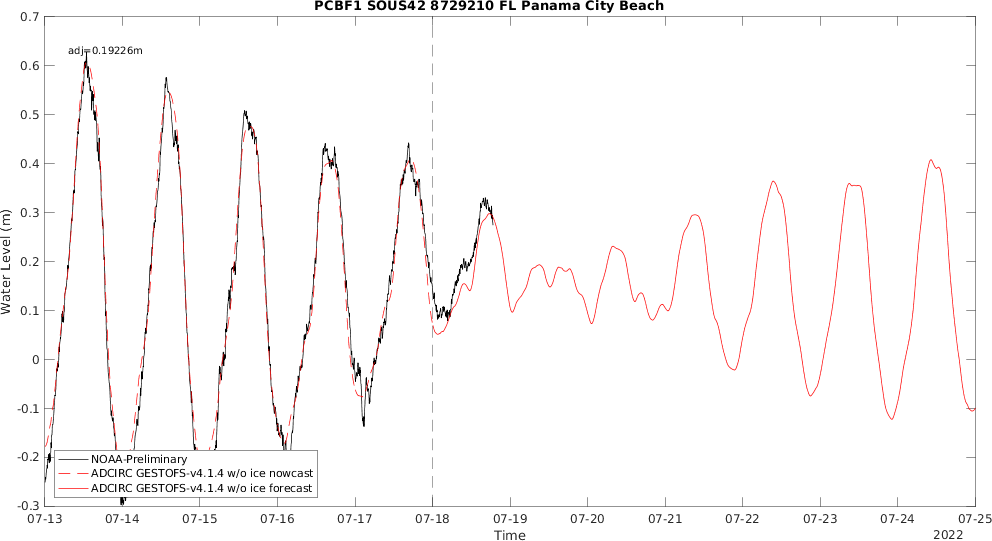 PCBF1 SOUS42 8729210 FL Panama City Beach
0.7
adj=0.19226m
0.6
0.5
0.4
0.3
0.2
0.1
0
-0.1
-0.2
-0.3
Water Level (m)
NOAA-Preliminary
ADCIRC GESTOFS-v4.1.4 w/o ice nowcast
ADCIRC GESTOFS-v4.1.4 w/o ice forecast
07-13 07-14 07-15 07-16 07-17 07-18 07-19 07-20 07-21 07-22 07-23 07-24 07-25
Time
2022